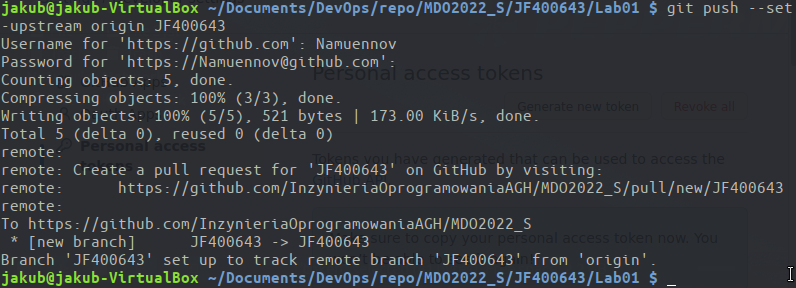 jakub@jakub-VirtualBox ~/Documents/DevOps/repo/MDO2022_S/JF400643/Lab01 $ git push --set
-upstream origin JF400643
Username for 'https://github.com': Namuennov
Password for 'https://Namuennov@github.com':
Counting objects: 5, done.
Personal access tokens
Compressing objects: 100% (3/3), done.
Generate new token
Revoke all
Writing objects: 100% (5/5), 521 bytes | 173.00 KiB/s, done.
Total 5 (delta 0), reused 0 (delta 0)
remote:
Personal access
tokens
Tokens you have generated that can be used to access the
remote: Create a pull request for 'JF400643' on GitHub by visiting:
remote:      https://github.com/InzynieriaOprogramowaniaAGH/MDO2022_S/pull/new/JF400643
remote:
To https://github.com/InzynieriaOprogramowaniaAGH/MDO2022_S
 * [new branch]      JF400643 -> JF400643
sure to copy your personal access token now. You
Branch 'JF400643' set up to track remote branch 'JF400643' from 'origin'.
jakub@jakub-VirtualBox ~/Documents/DevOps/repo/MDO2022_S/JF400643/Lab01 $ _